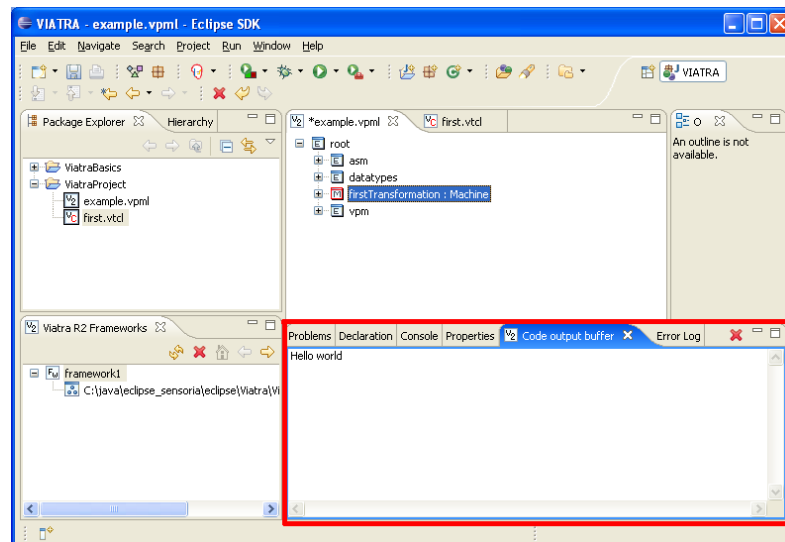 VIATRA - example.vpml - Eclipse SDK
File Edit Navigate Search Project Run Window Help
VIATRA
Package Explorer Hierarchy
ViatraBasics
ViatraProject
example.vpml
first.vtcl
*example.vpml first.vtcl
root
asm
datatypes
firstTransformation : Machine
vpm
O
An outline is not
available.
Viatra R2 Frameworks
framework1
C:\java\eclipse_sensoria\eclipse\Viatra\Vi
Problems Declaration Console Properties Code output buffer Error Log
Hello world